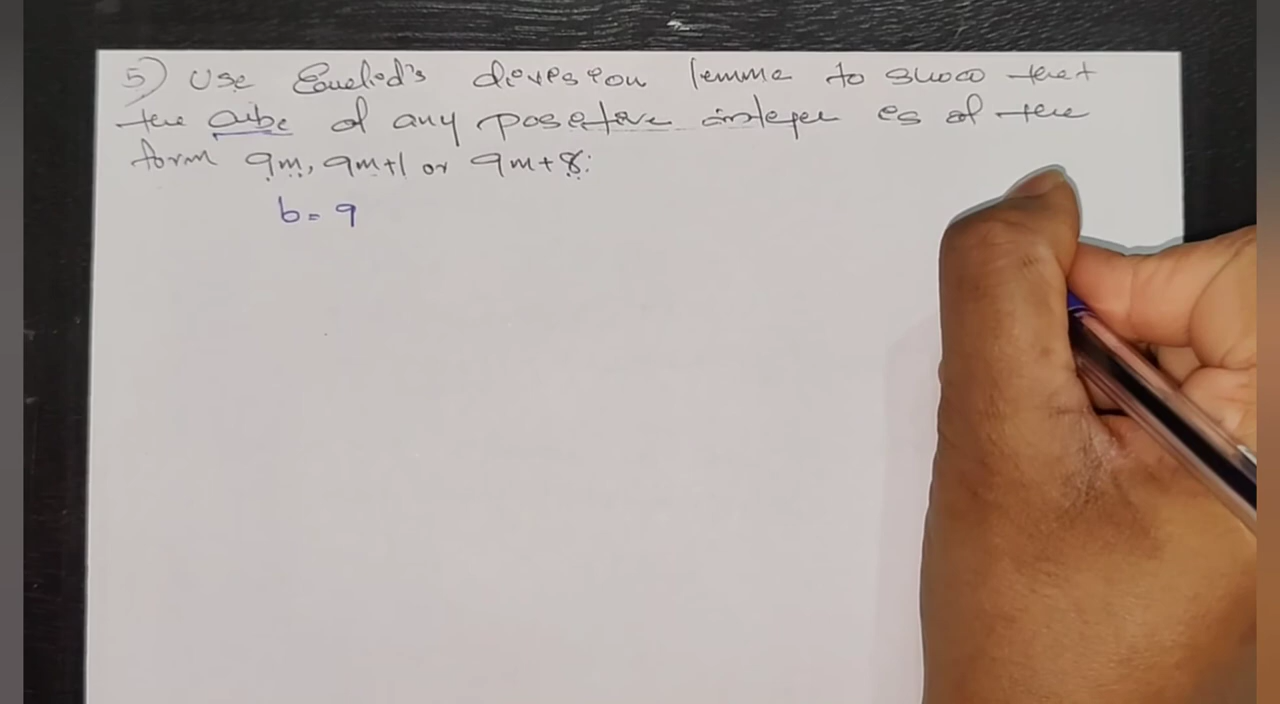 5) Use Euclid's division lemma to show that
the cube of any positive integer is of the
form 9m, 9m+1 or 9m+8.
b = 9